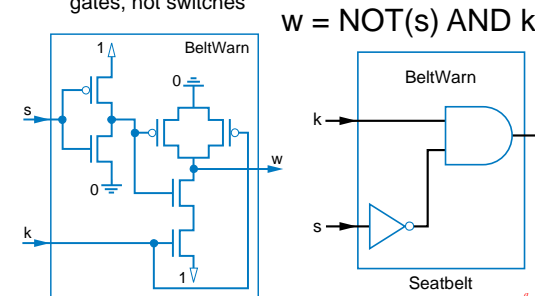 gates, not switches
w = NOT(s) AND k
1
BeltWarn
0
s
w
0
k
1
BeltWarn
k
s
Seatbelt